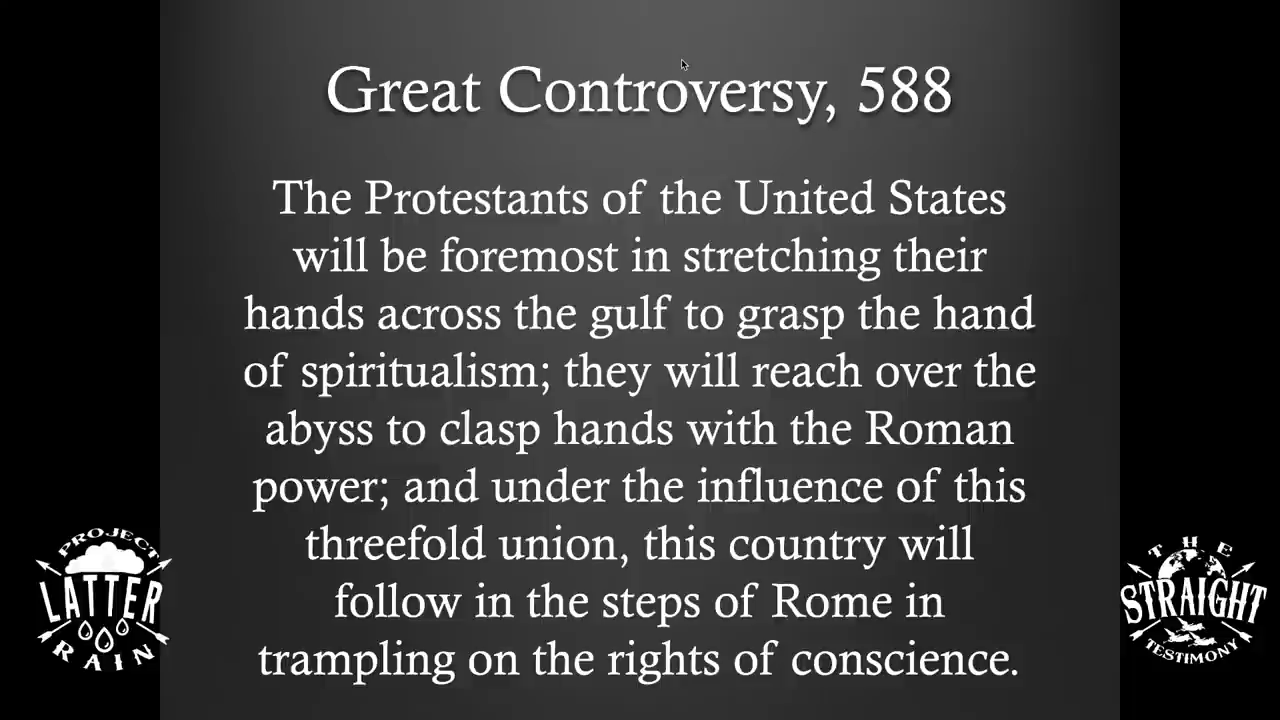 Great Controversy, 588
The Protestants of the United States
will be foremost in stretching their
hands across the gulf to grasp the hand
of spiritualism; they will reach over the
abyss to clasp hands with the Roman
power; and under the influence of this
threefold union, this country will
follow in the steps of Rome in
trampling on the rights of conscience.
PROJECT
LATTER
RAIN
THE
STRAIGHT
TESTIMONY